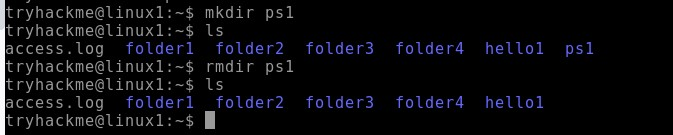 tryhackme@linux1:~$ mkdir ps1
tryhackme@linux1:~$ ls
access.log folder1 folder2 folder3 folder4 hello1 ps1
tryhackme@linux1:~$ rmdir ps1
tryhackme@linux1:~$ ls
access.log folder1 folder2 folder3 folder4 hello1
tryhackme@linux1:~$